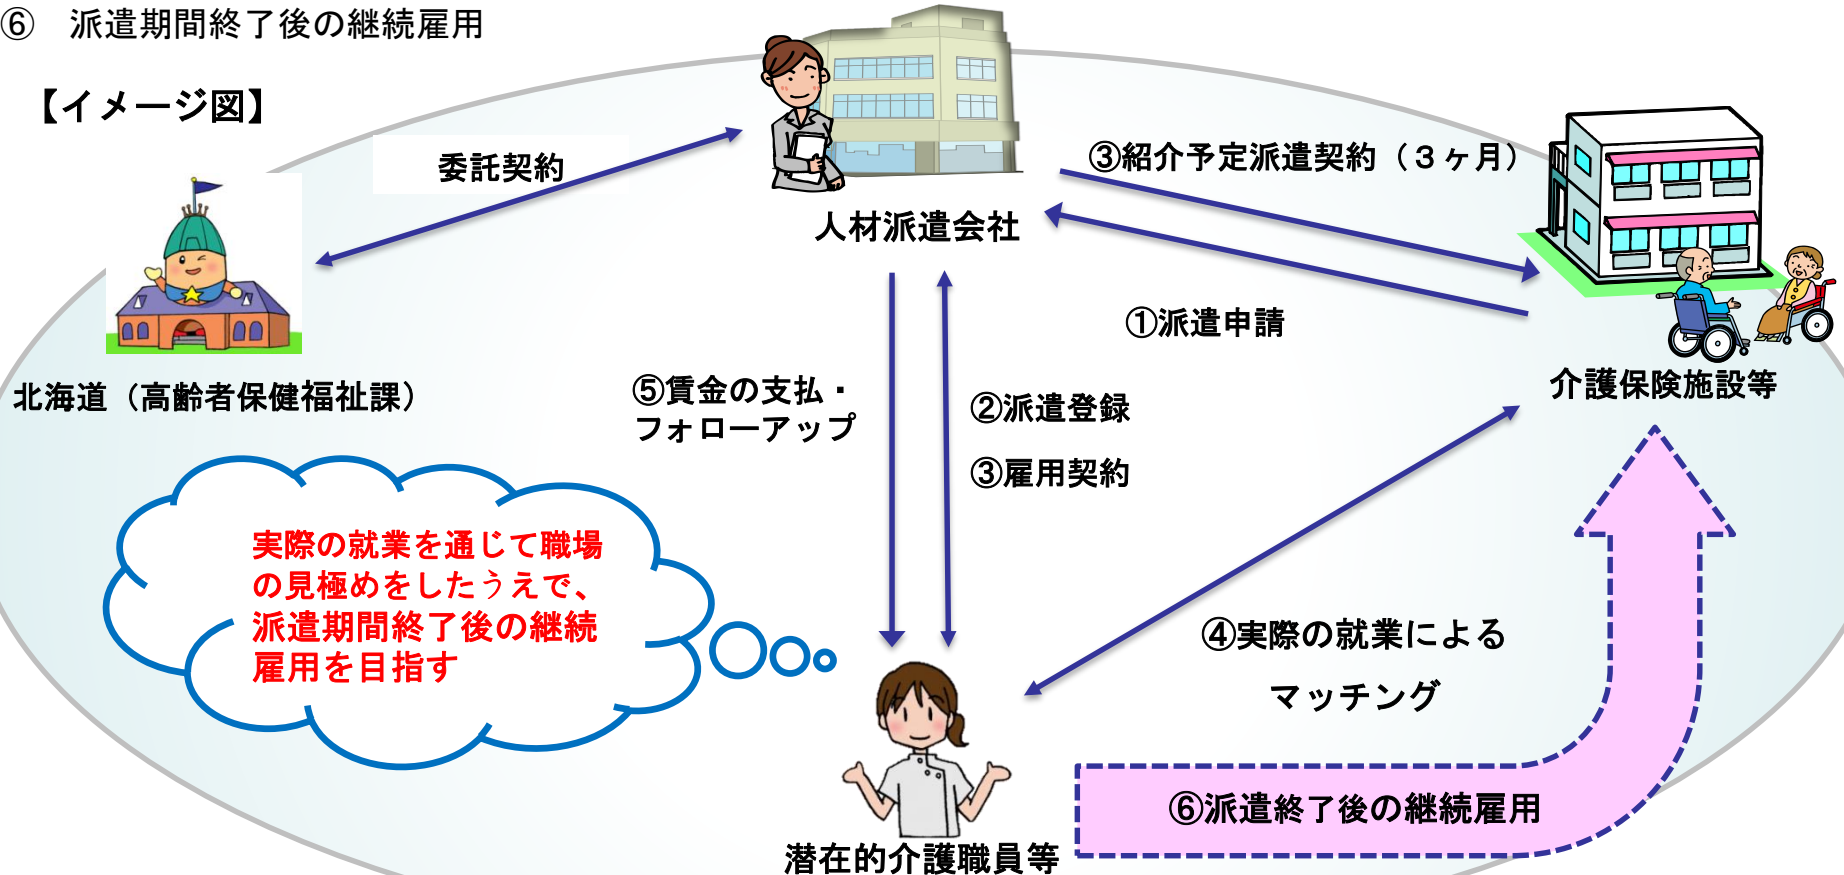 ⑥　派遣期間終了後の継続雇用
【イメージ図】
委託契約
③紹介予定派遣契約（３ヶ月）
人材派遣会社
①派遣申請
北海道（高齢者保健福祉課）
介護保険施設等
⑤賃金の支払・
フォローアップ
②派遣登録
③雇用契約
実際の就業を通じて職場
の見極めをしたうえで、
派遣期間終了後の継続
雇用を目指す
④実際の就業による
マッチング
⑥派遣終了後の継続雇用
潜在的介護職員等